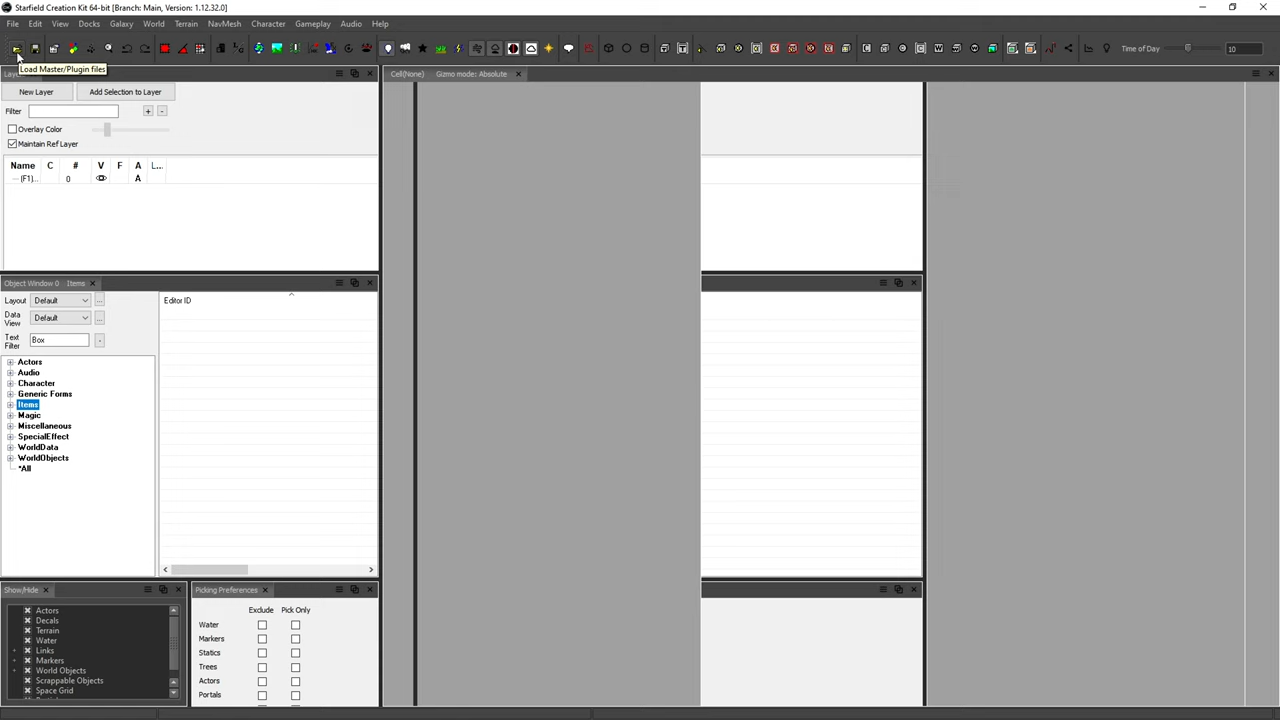 Starfield Creation Kit 64-bit [Branch: Main, Version: 1.12.32.0]
File Edit View Docks Galaxy World Terrain NavMesh Character Gameplay Audio Help
Time of Day 10
Load Master/Plugin files
Cell(None) Gizmo mode: Absolute
New Layer Add Selection to Layer
Filter + -
Overlay Color
Maintain Ref Layer
Name C # V F A L...
(F1)... 0 A
Object Window 0 Items
Layout Default ...
Data View Default ...
Text Filter Box -
Editor ID
Actors
Audio
Character
Generic Forms
Items
Magic
Miscellaneous
SpecialEffect
WorldData
WorldObjects
*All
Show/Hide
Actors
Decals
Terrain
Water
Links
Markers
World Objects
Scrappable Objects
Space Grid
Picking Preferences
Exclude Pick Only
Water
Markers
Statics
Trees
Actors
Portals